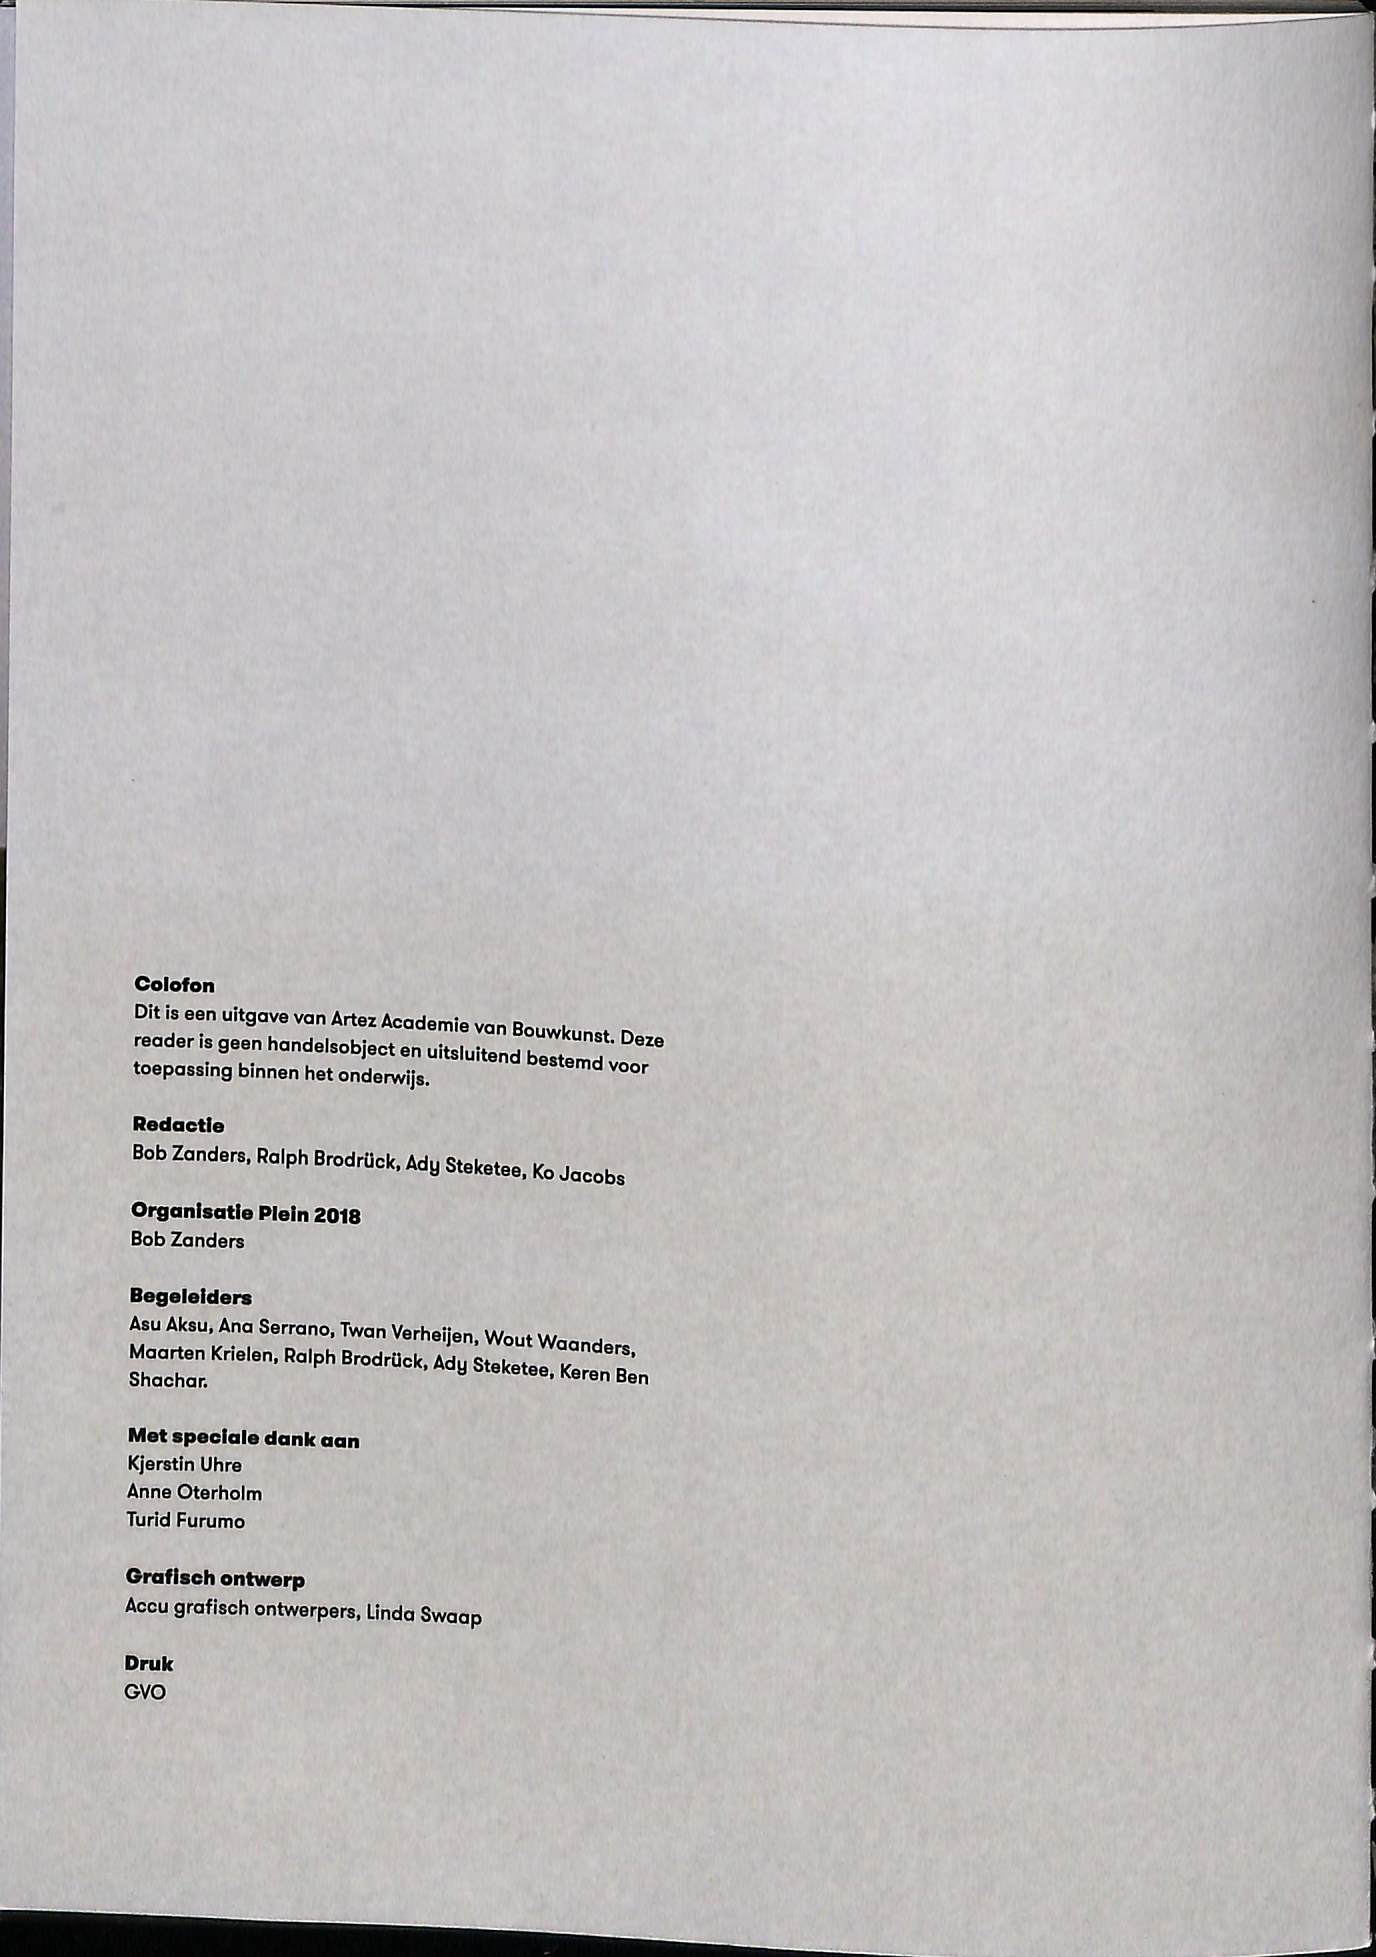 Colofon
Dit is een uitgave van Artez Academie van Bouwkunst. Deze
reader is geen handelsobject en uitsluitend bestemd voor
toepassing binnen het onderwijs.
Redactie
Bob Zanders, Ralph Brodrück, Ady Steketee, Ko Jacobs
Organisatie Plein 2018
Bob Zanders
Begeleiders
Asu Aksu, Ana Serrano, Twan Verheijen, Wout Waanders,
Maarten Krielen, Ralph Brodrück, Ady Steketee, Keren Ben
Shachar.
Met speciale dank aan
Kjerstin Uhre
Anne Oterholm
Turid Furumo
Grafisch ontwerp
Accu grafisch ontwerpers, Linda Swaap
Druk
GVO